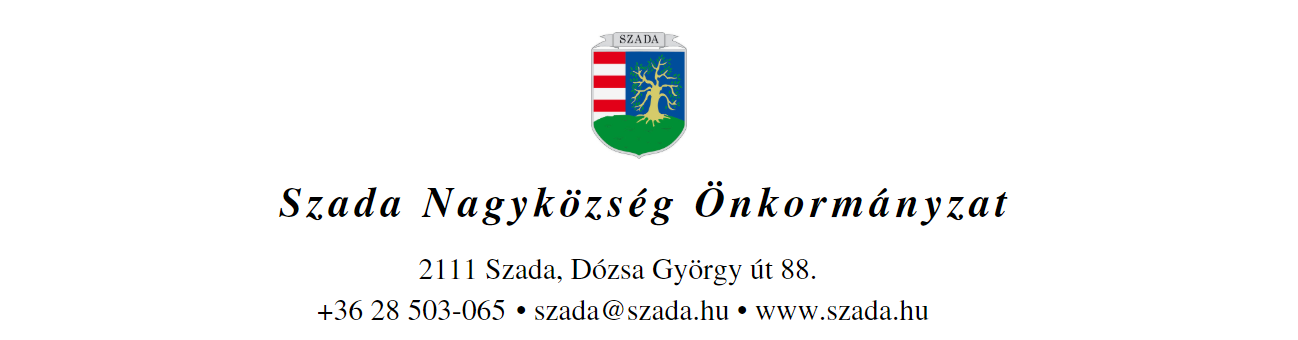 SZADA
Szada Nagyközség Önkormányzat
2111 Szada, Dózsa György út 88.
+36 28 503-065 • szada@szada.hu • www.szada.hu